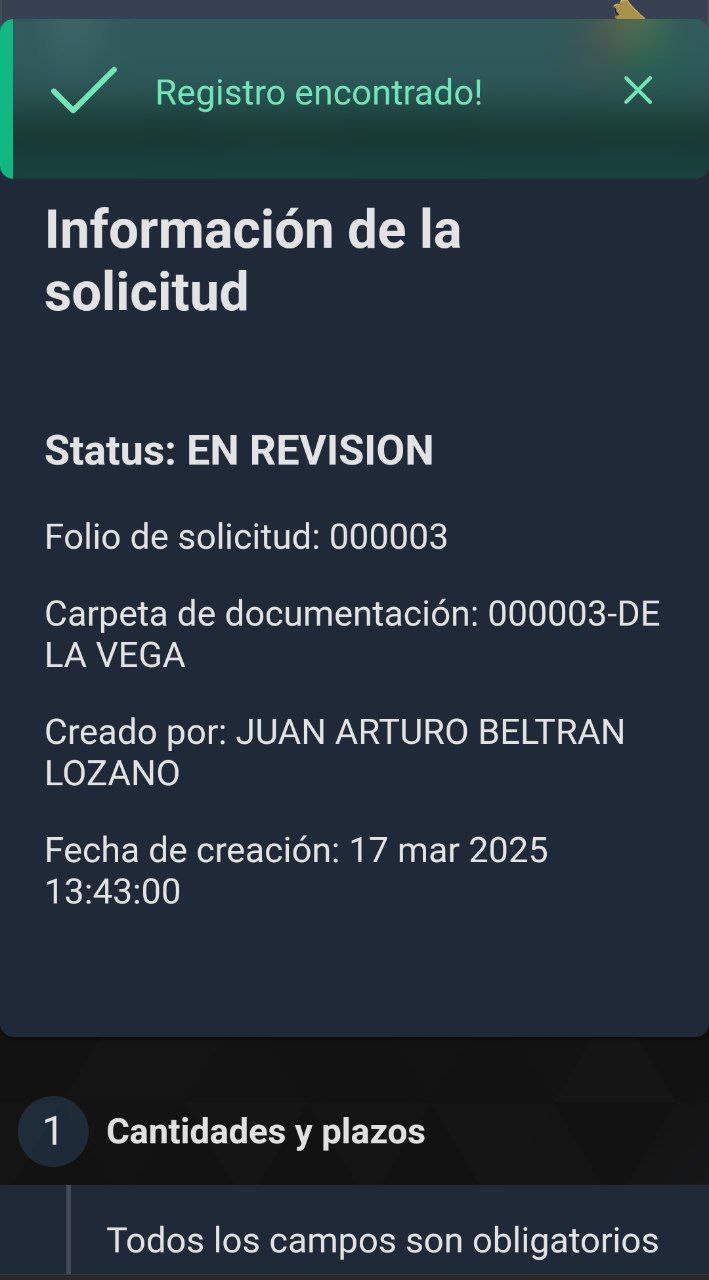 Registro encontrado!
Información de la
solicitud
Status: EN REVISION
Folio de solicitud: 000003
Carpeta de documentación: 000003-DE
LA VEGA
Creado por: JUAN ARTURO BELTRAN
LOZANO
Fecha de creación: 17 mar 2025
13:43:00
1 Cantidades y plazos
Todos los campos son obligatorios